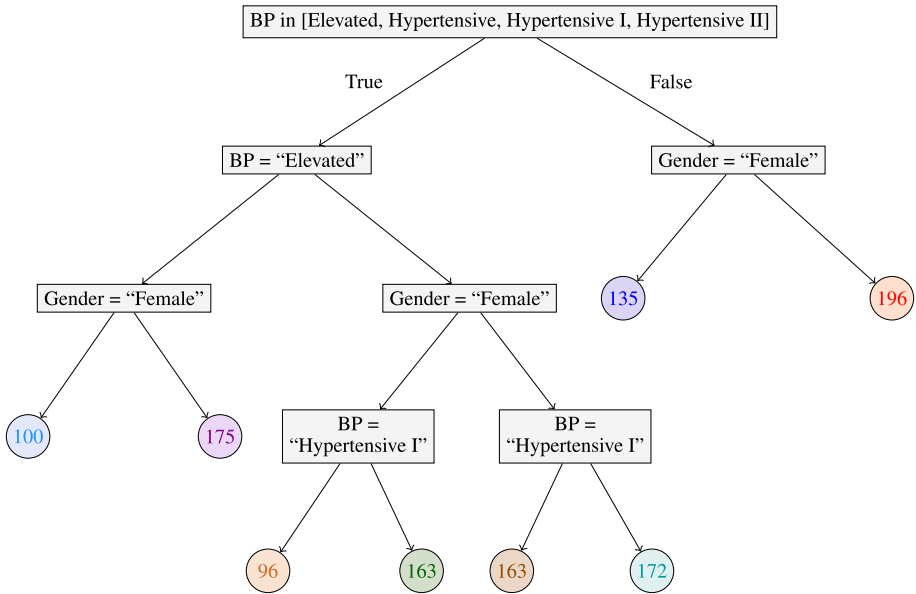 BP in [Elevated, Hypertensive, Hypertensive I, Hypertensive II]
True
False
BP = “Elevated”
Gender = “Female”
Gender = “Female”
Gender = “Female”
135
196
BP =
“Hypertensive I”
BP =
“Hypertensive I”
100
175
96
163
163
172